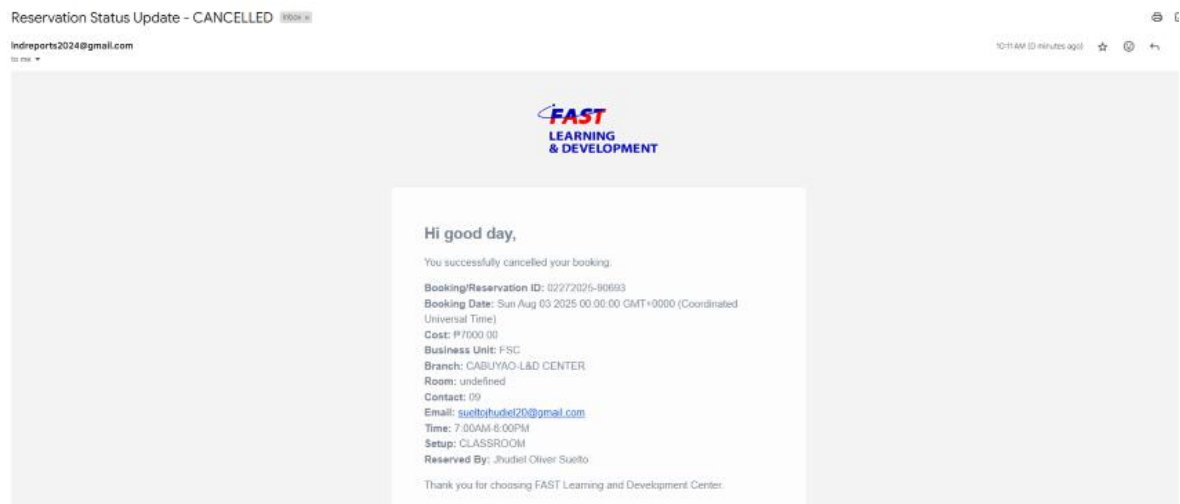 Reservation Status Update - CANCELLED Inbox x
lndreports2024@gmail.com
to me
10:11 AM (0 minutes ago)
FAST
LEARNING
& DEVELOPMENT
Hi good day,
You successfully cancelled your booking.
Booking/Reservation ID: 02272025-90693
Booking Date: Sun Aug 03 2025 00:00:00 GMT+0000 (Coordinated
Universal Time)
Cost: ₱7000.00
Business Unit: FSC
Branch: CABUYAO-L&D CENTER
Room: undefined
Contact: 09
Email: sueltojhudiel20@gmail.com
Time: 7:00AM-6:00PM
Setup: CLASSROOM
Reserved By: Jhudiel Oliver Suelto
Thank you for choosing FAST Learning and Development Center.